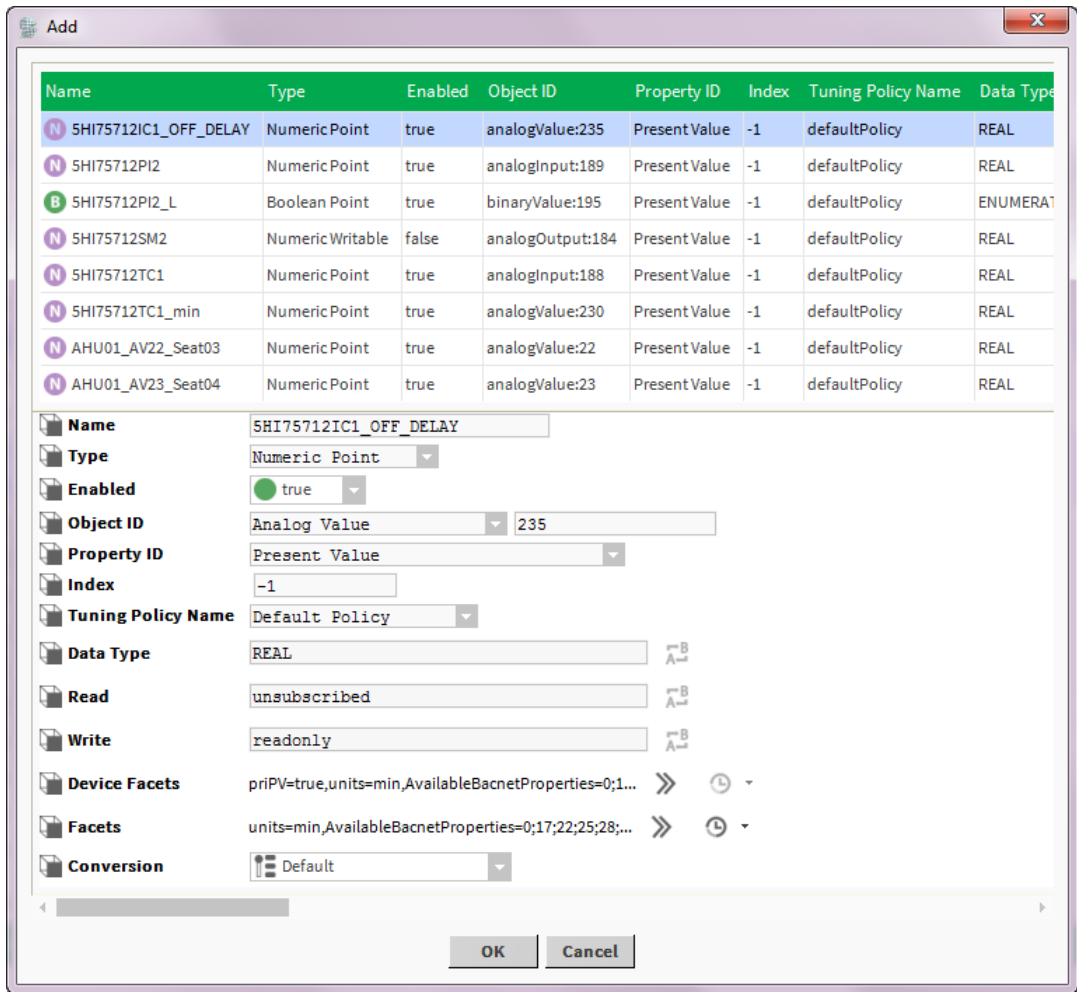 Add
Name Type Enabled Object ID Property ID Index Tuning Policy Name Data Type
N 5HI75712IC1_OFF_DELAY Numeric Point true analogValue:235 Present Value -1 defaultPolicy REAL
N 5HI75712PI2 Numeric Point true analogInput:189 Present Value -1 defaultPolicy REAL
B 5HI75712PI2_L Boolean Point true binaryValue:195 Present Value -1 defaultPolicy ENUMERAT
N 5HI75712SM2 Numeric Writable false analogOutput:184 Present Value -1 defaultPolicy REAL
N 5HI75712TC1 Numeric Point true analogInput:188 Present Value -1 defaultPolicy REAL
N 5HI75712TC1_min Numeric Point true analogValue:230 Present Value -1 defaultPolicy REAL
N AHU01_AV22_Seat03 Numeric Point true analogValue:22 Present Value -1 defaultPolicy REAL
N AHU01_AV23_Seat04 Numeric Point true analogValue:23 Present Value -1 defaultPolicy REAL
Name 5HI75712IC1_OFF_DELAY
Type Numeric Point
Enabled true
Object ID Analog Value 235
Property ID Present Value
Index -1
Tuning Policy Name Default Policy
Data Type REAL
Read unsubscribed
Write readonly
Device Facets priPV=true,units=min,AvailableBacnetProperties=0;1...
Facets units=min,AvailableBacnetProperties=0;17;22;25;28;...
Conversion Default
OK Cancel